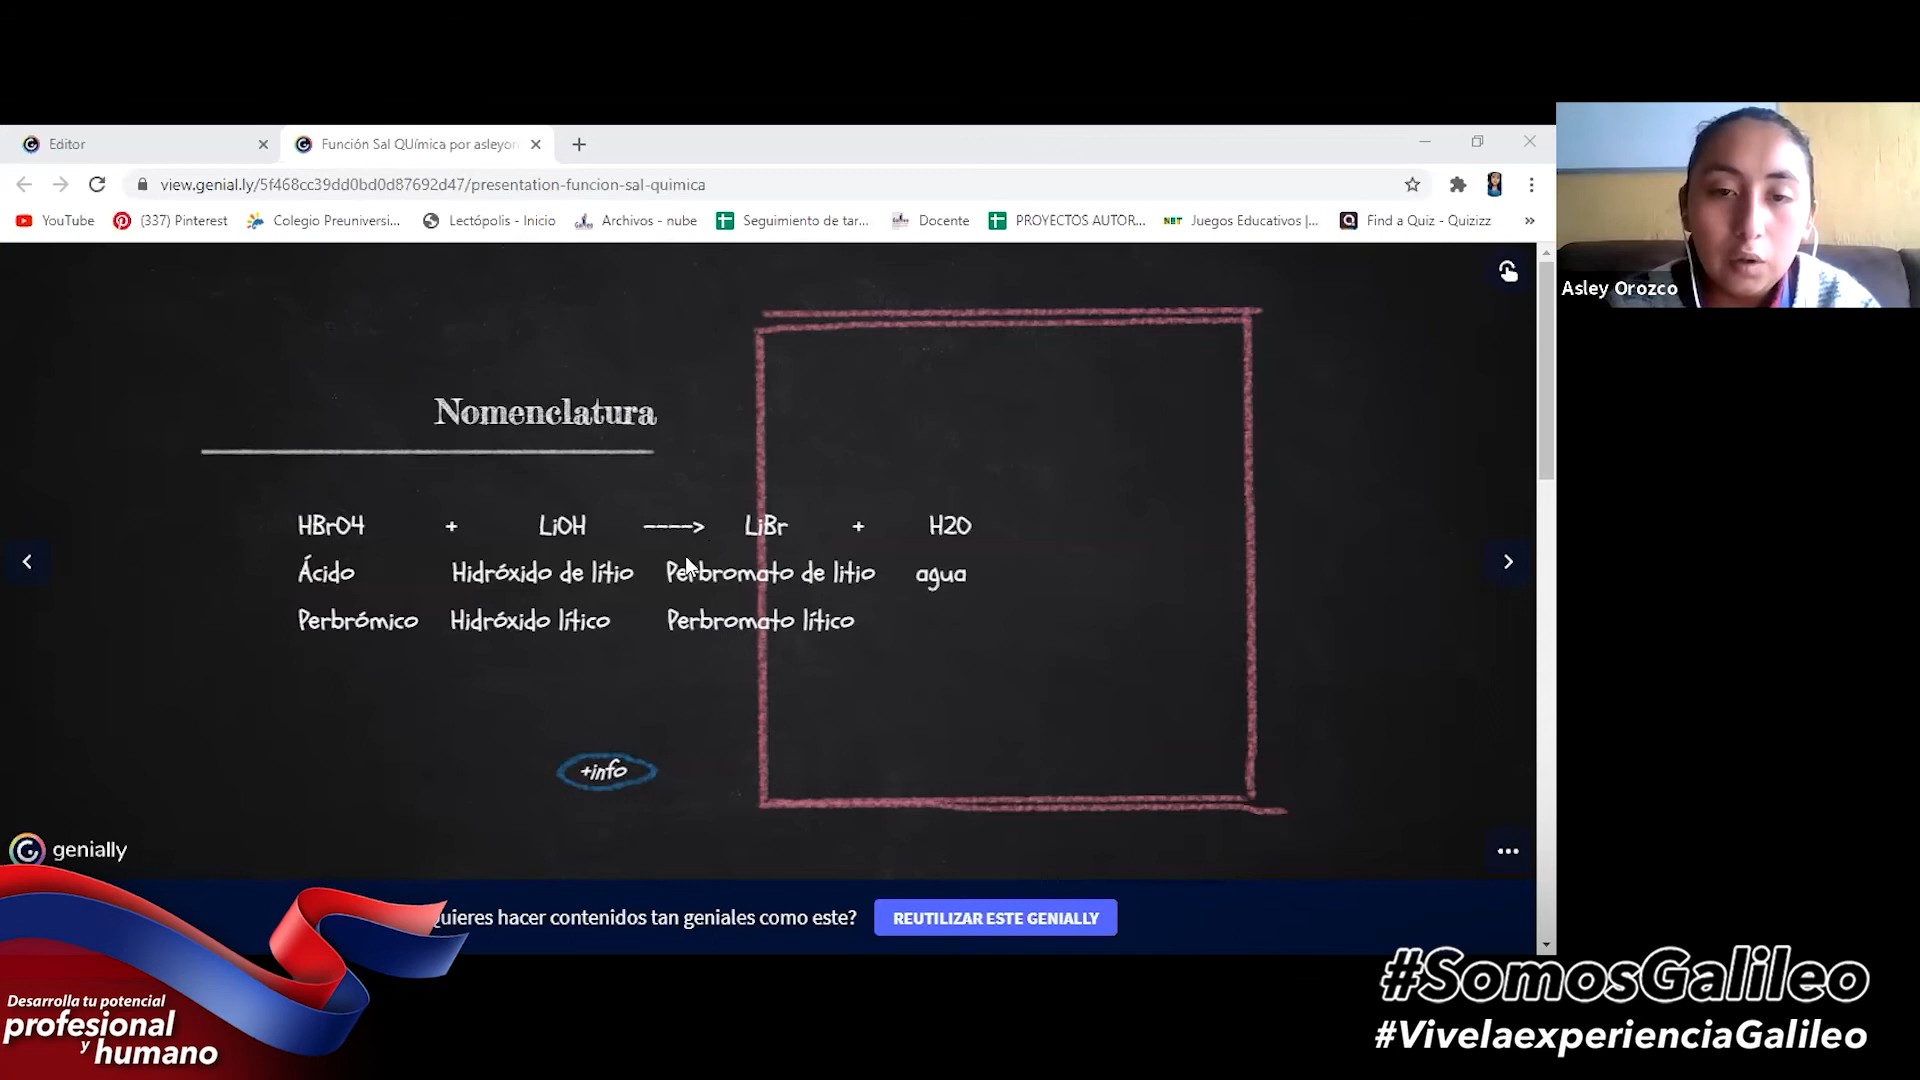 Editor
Función Sal QUímica por asleyor
view.genial.ly/5f468cc39dd0bd0d87692d47/presentation-funcion-sal-quimica
YouTube (337) Pinterest Colegio Preuniversi... Lectópolis - Inicio Archivos - nube Seguimiento de tar... Docente PROYECTOS AUTOR... Juegos Educativos |... Find a Quiz - Quizizz »
Asley Orozco
Nomenclatura
HBrO4 + LiOH ----> LiBr + H2O
Ácido Hidróxido de lítio Perbromato de litio agua
Perbrómico Hidróxido lítico Perbromato lítico
+info
genially
uieres hacer contenidos tan geniales como este? REUTILIZAR ESTE GENIALLY
Desarrolla tu potencial
profesional
y
humano
#SomosGalileo
#VivelaexperienciaGalileo